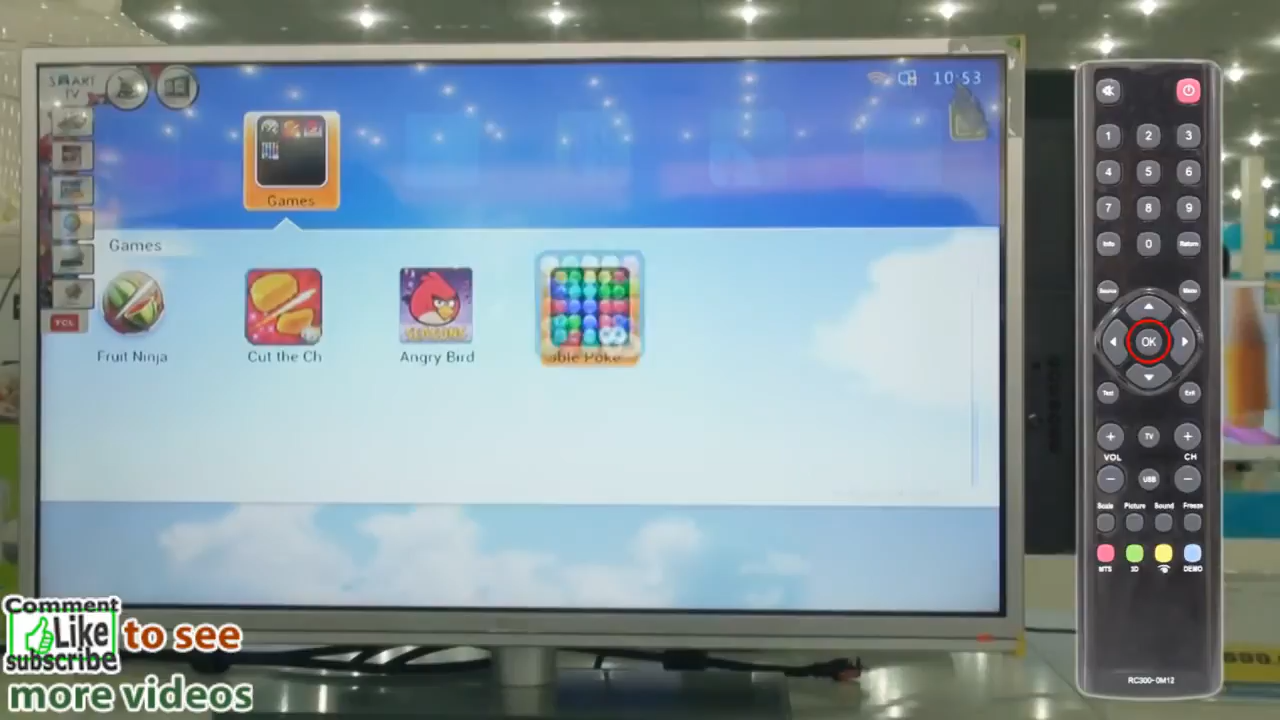 SMART
TV
10:53
Games
Games
Fruit Ninja
Cut the Ch
Angry Bird
ble Poke
TCL
1 2 3
4 5 6
7 8 9
Info 0 Return
Source Menu
OK
Text Exit
+ TV +
VOL CH
- USB -
Scale Picture Sound Freeze
MTS 3D DEMO
RC300-0M12
Comment
Like
subscribe
to see
more videos